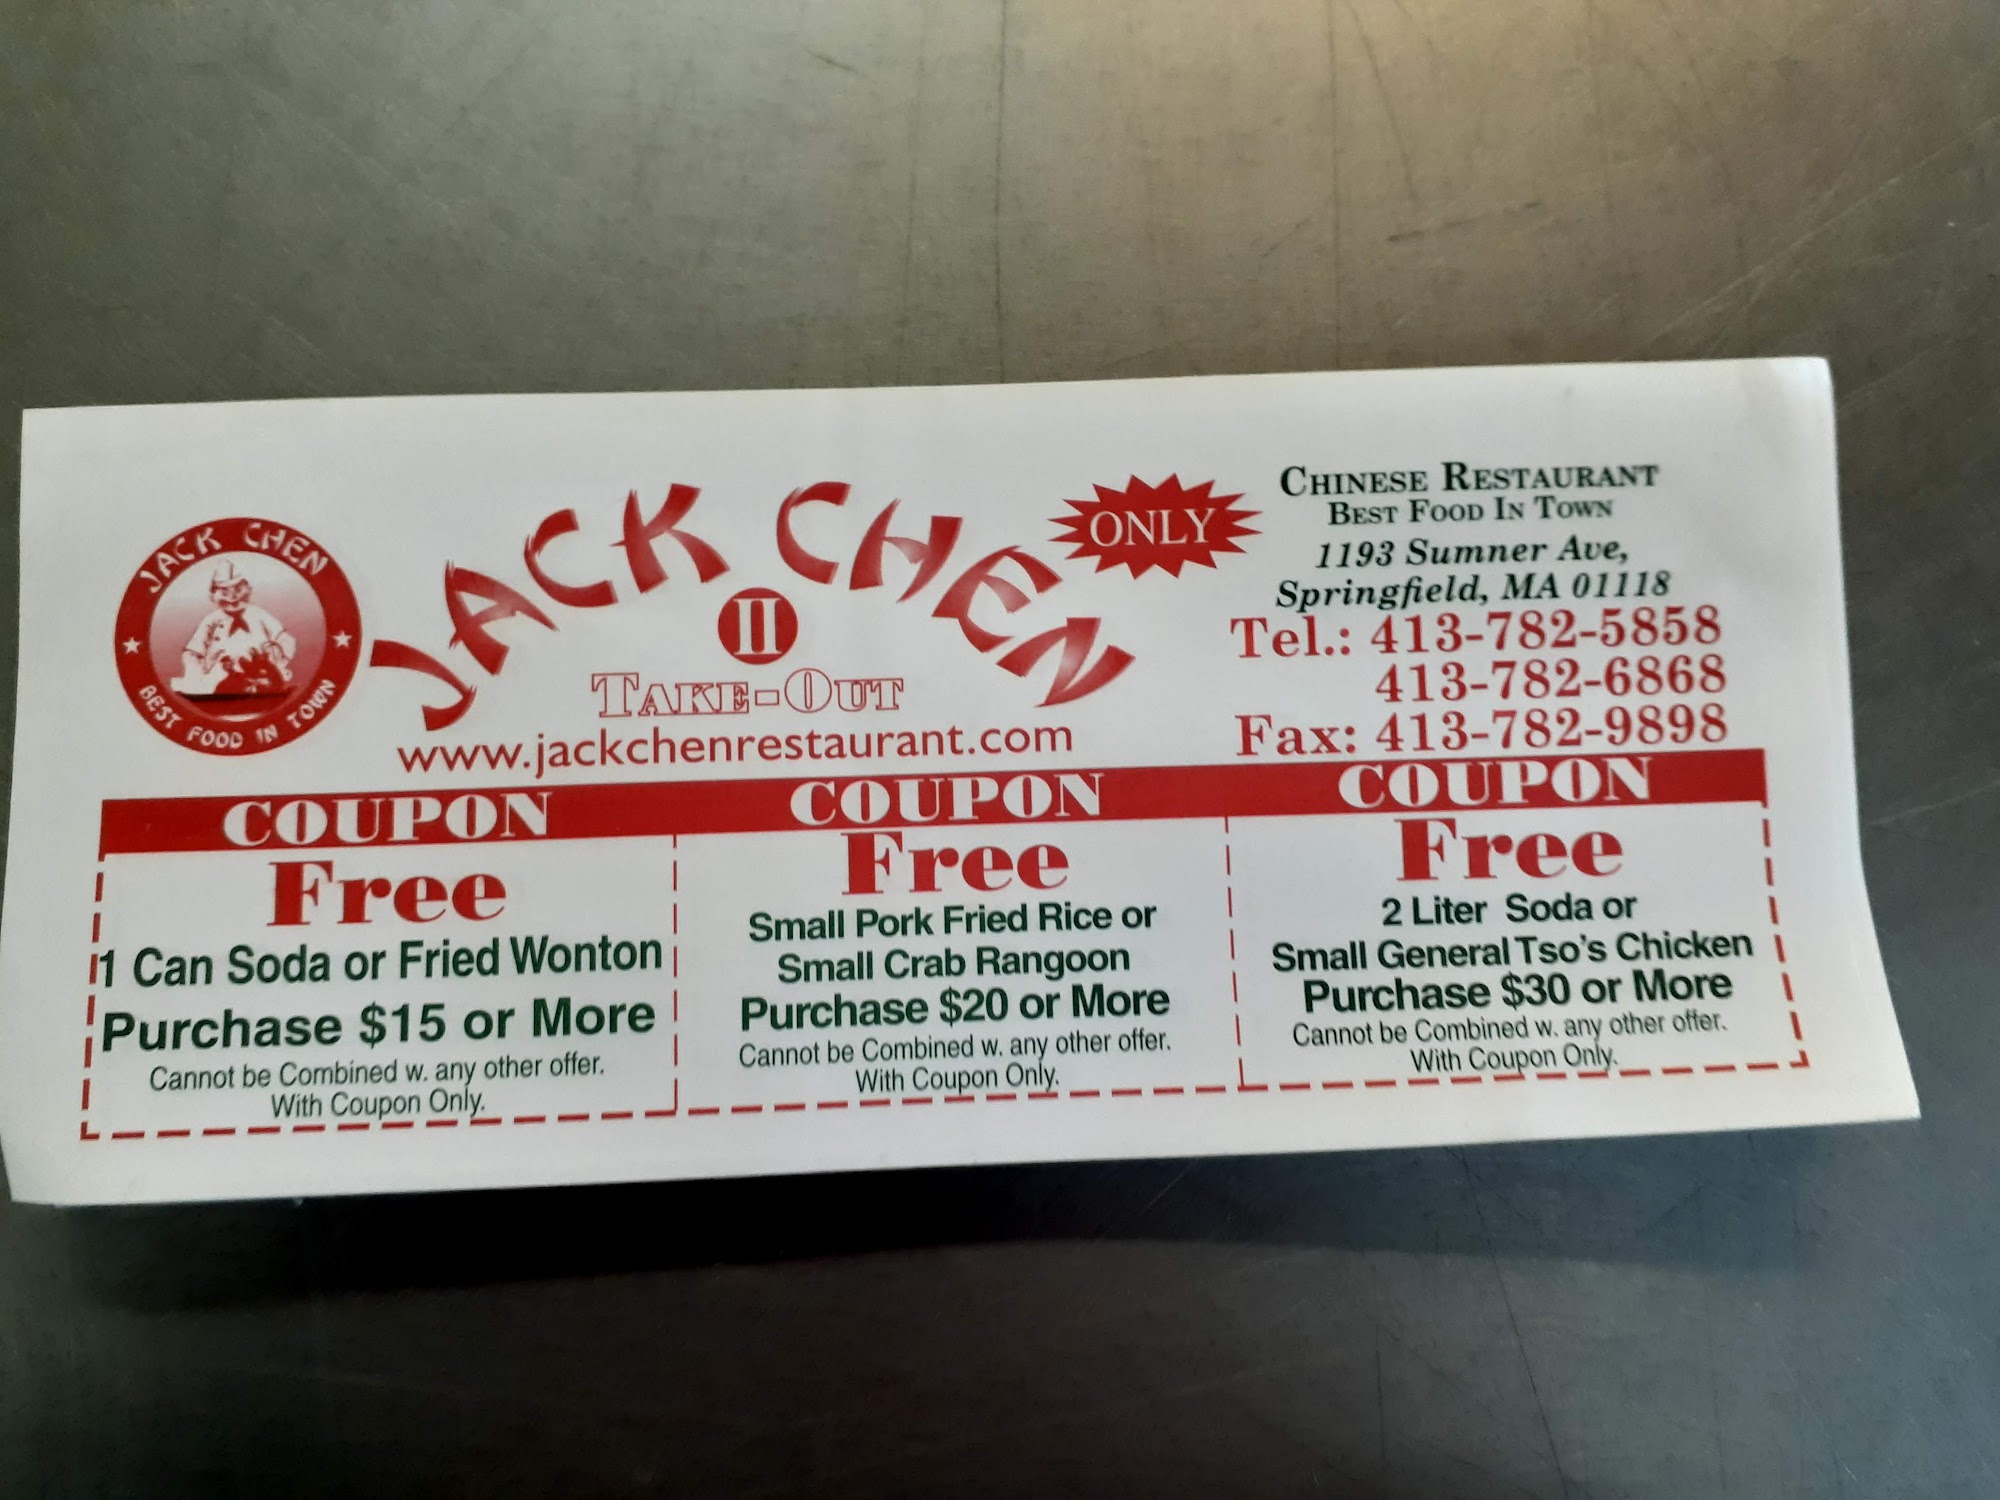 JACK CHEN
BEST FOOD IN TOWN
JACK CHEN
II
TAKE-OUT
www.jackchenrestaurant.com
ONLY
CHINESE RESTAURANT
BEST FOOD IN TOWN
1193 Sumner Ave,
Springfield, MA 01118
Tel.: 413-782-5858
413-782-6868
Fax: 413-782-9898
COUPON
Free
1 Can Soda or Fried Wonton
Purchase $15 or More
Cannot be Combined w. any other offer.
With Coupon Only.
COUPON
Free
Small Pork Fried Rice or
Small Crab Rangoon
Purchase $20 or More
Cannot be Combined w. any other offer.
With Coupon Only.
COUPON
Free
2 Liter Soda or
Small General Tso's Chicken
Purchase $30 or More
Cannot be Combined w. any other offer.
With Coupon Only.